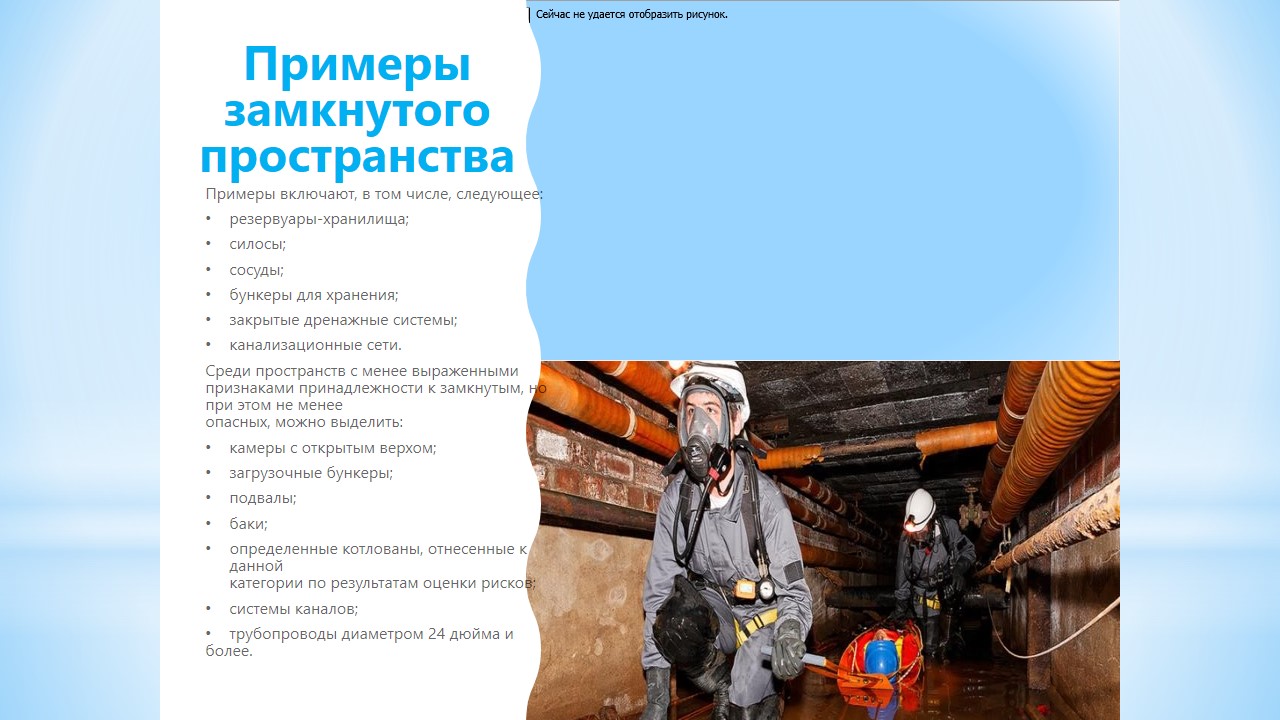 Сейчас не удается отобразить рисунок.
Примеры
замкнутого
пространства
Примеры включают, в том числе, следующее:
• резервуары-хранилища;
• силосы;
• сосуды;
• бункеры для хранения;
• закрытые дренажные системы;
• канализационные сети.
Среди пространств с менее выраженными
признаками принадлежности к замкнутым, но
при этом не менее
опасных, можно выделить:
• камеры с открытым верхом;
• загрузочные бункеры;
• подвалы;
• баки;
• определенные котлованы, отнесенные к
данной
категории по результатам оценки рисков;
• системы каналов;
• трубопроводы диаметром 24 дюйма и
более.